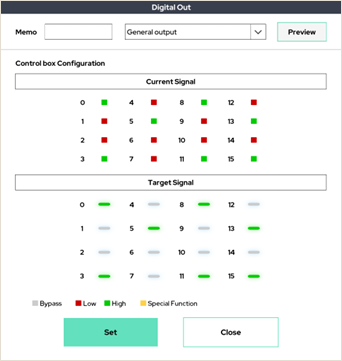 Digital Out
Memo General output Preview
Control box Configuration
Current Signal
0 4 8 12
1 5 9 13
2 6 10 14
3 7 11 15
Target Signal
0 4 8 12
1 5 9 13
2 6 10 14
3 7 11 15
Bypass Low High Special Function
Set Close